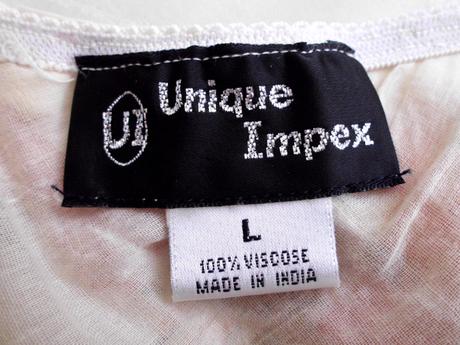 UI
Unique
Impex
L
100% VISCOSE
MADE IN INDIA